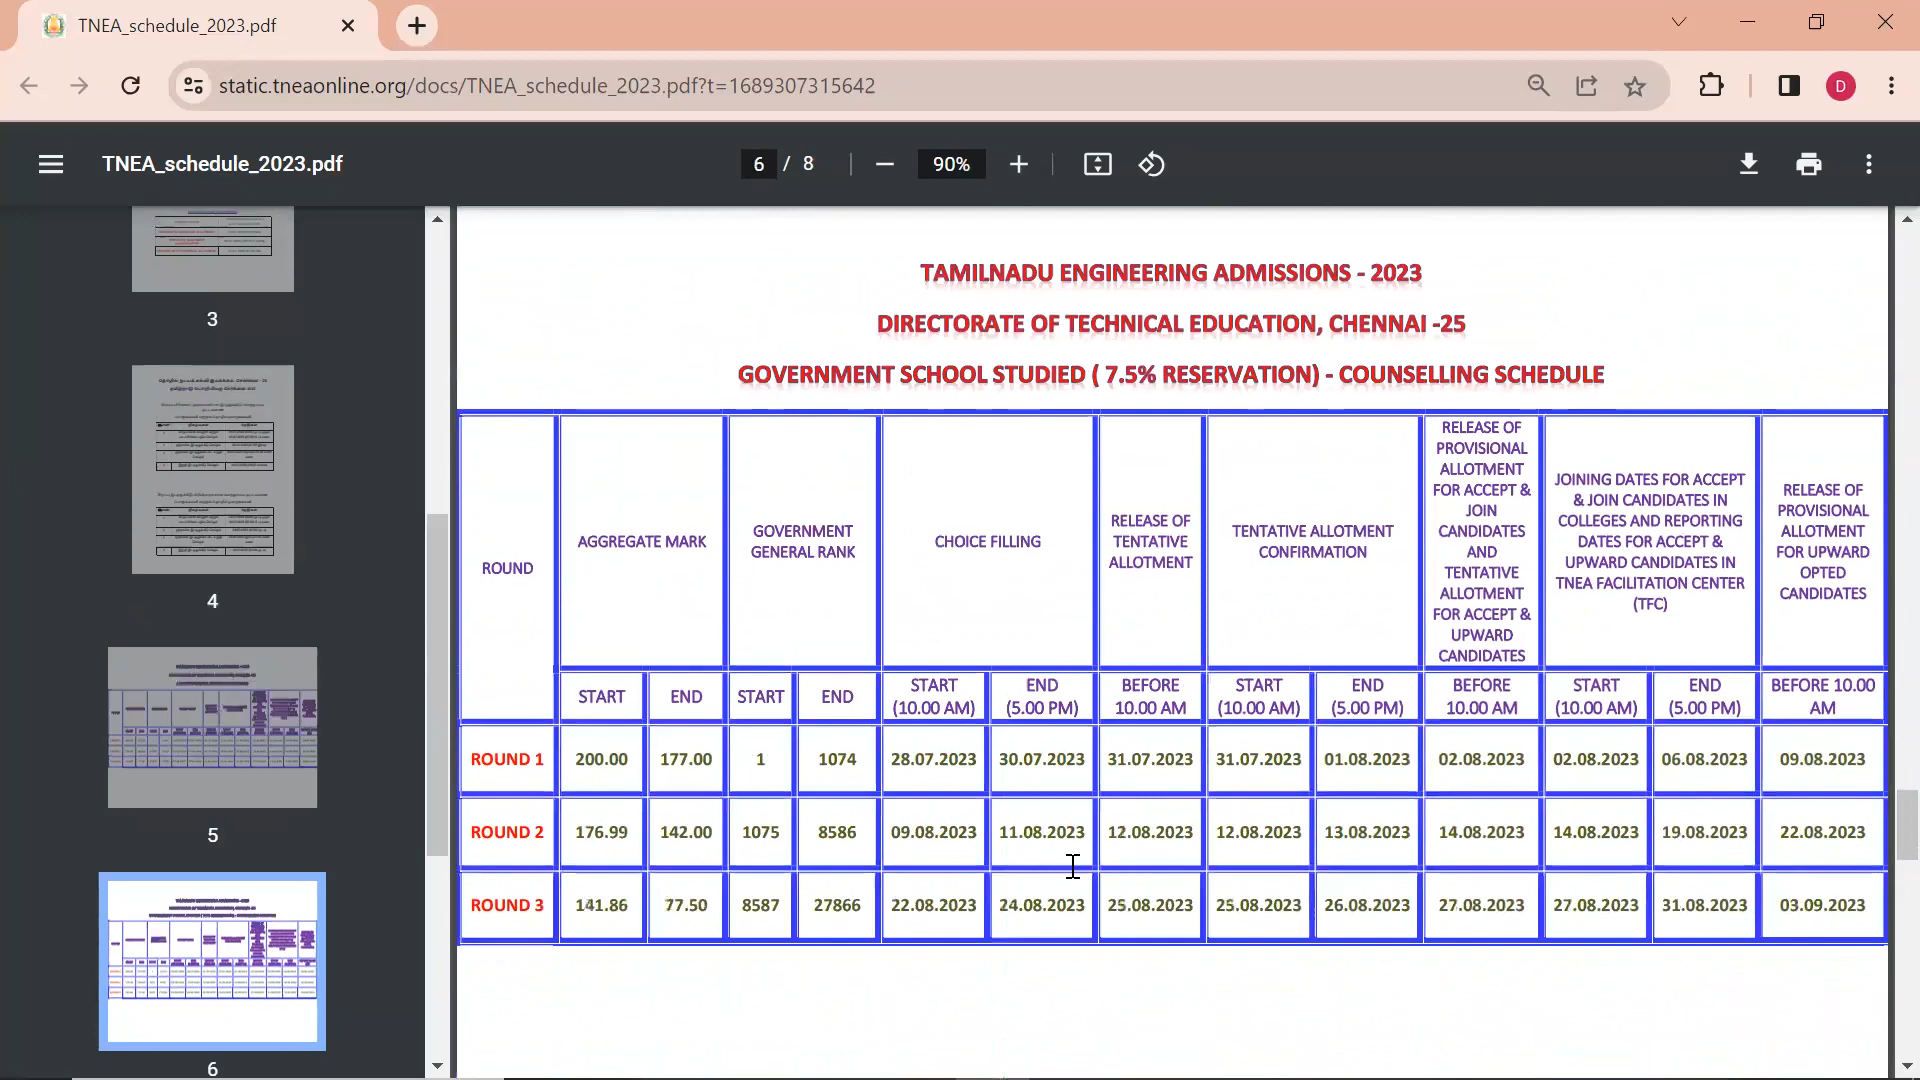 TNEA_schedule_2023.pdf
static.tneaonline.org/docs/TNEA_schedule_2023.pdf?t=1689307315642
D
TNEA_schedule_2023.pdf
6 / 8
90%
3
4
5
6
TAMILNADU ENGINEERING ADMISSIONS - 2023
DIRECTORATE OF TECHNICAL EDUCATION, CHENNAI -25
GOVERNMENT SCHOOL STUDIED ( 7.5% RESERVATION) - COUNSELLING SCHEDULE
ROUND
AGGREGATE MARK
GOVERNMENT
GENERAL RANK
CHOICE FILLING
RELEASE OF
TENTATIVE
ALLOTMENT
TENTATIVE ALLOTMENT
CONFIRMATION
RELEASE OF
PROVISIONAL
ALLOTMENT
FOR ACCEPT &
JOIN
CANDIDATES
AND
TENTATIVE
ALLOTMENT
FOR ACCEPT &
UPWARD
CANDIDATES
JOINING DATES FOR ACCEPT
& JOIN CANDIDATES IN
COLLEGES AND REPORTING
DATES FOR ACCEPT &
UPWARD CANDIDATES IN
TNEA FACILITATION CENTER
(TFC)
RELEASE OF
PROVISIONAL
ALLOTMENT
FOR UPWARD
OPTED
CANDIDATES
START END START END START (10.00 AM) END (5.00 PM) BEFORE 10.00 AM START (10.00 AM) END (5.00 PM) BEFORE 10.00 AM START (10.00 AM) END (5.00 PM) BEFORE 10.00 AM
ROUND 1 200.00 177.00 1 1074 28.07.2023 30.07.2023 31.07.2023 31.07.2023 01.08.2023 02.08.2023 02.08.2023 06.08.2023 09.08.2023
ROUND 2 176.99 142.00 1075 8586 09.08.2023 11.08.2023 12.08.2023 12.08.2023 13.08.2023 14.08.2023 14.08.2023 19.08.2023 22.08.2023
ROUND 3 141.86 77.50 8587 27866 22.08.2023 24.08.2023 25.08.2023 25.08.2023 26.08.2023 27.08.2023 27.08.2023 31.08.2023 03.09.2023